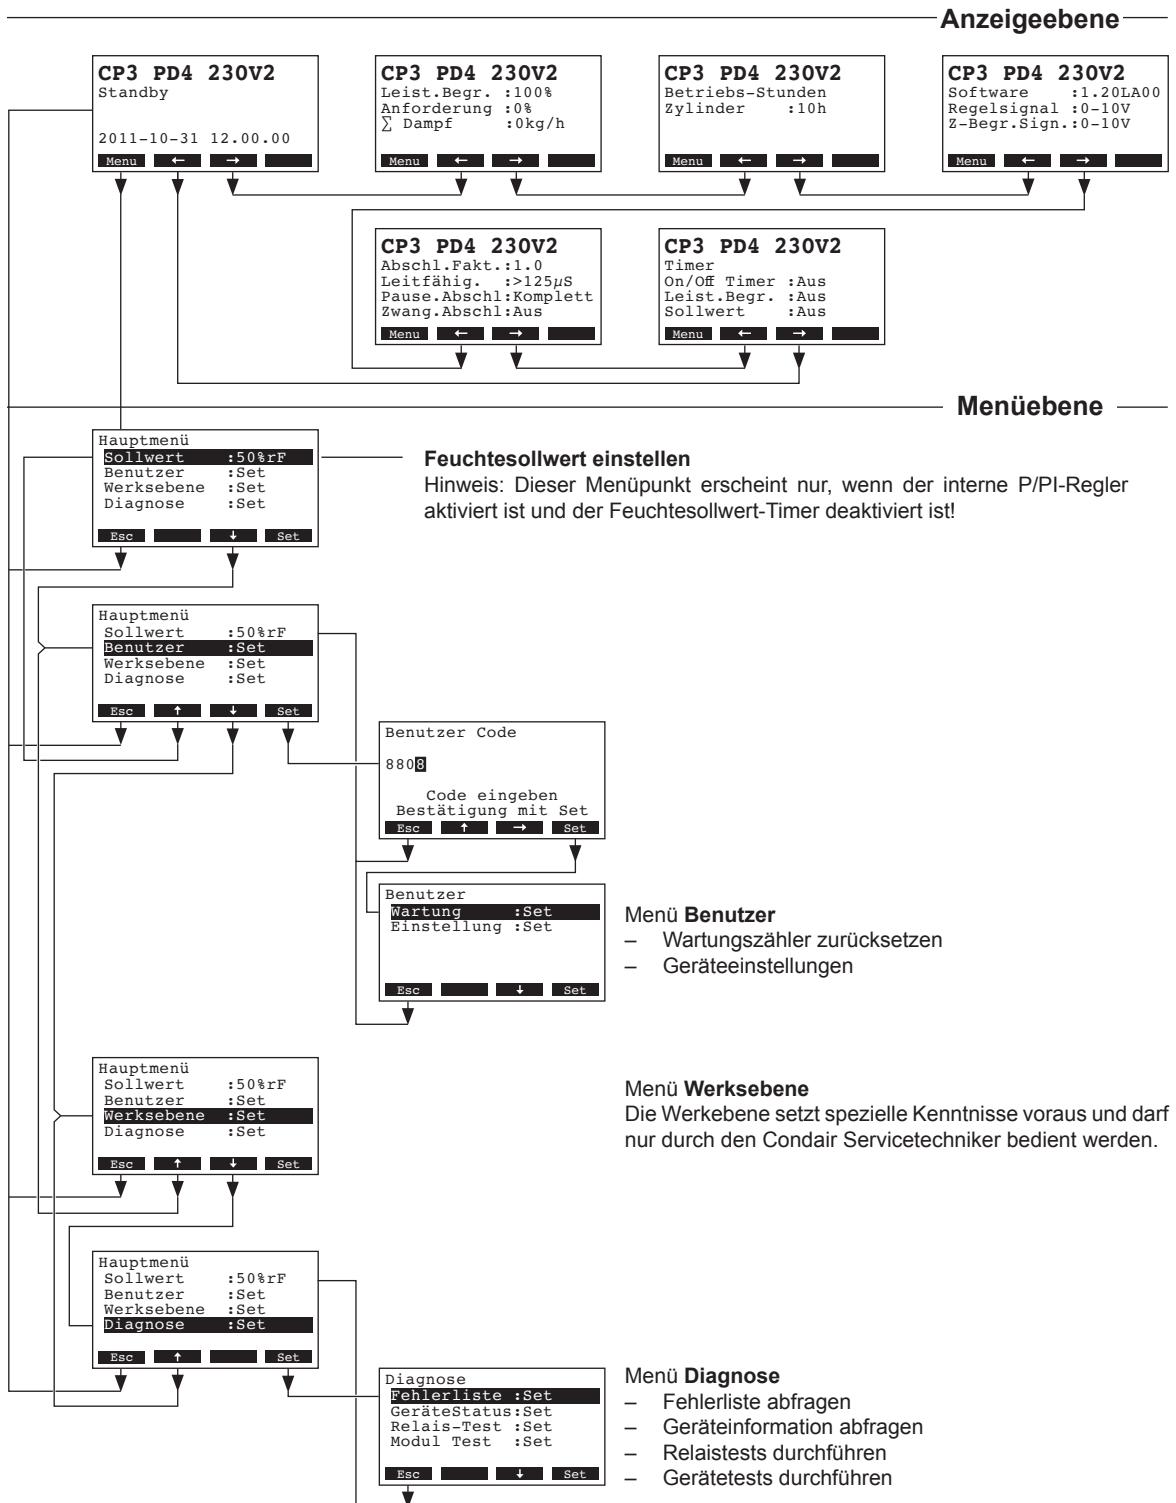 Anzeigeebene
CP3 PD4 230V2
Standby
2011-10-31 12.00.00
Menu ← →
CP3 PD4 230V2
Leist.Begr. :100%
Anforderung :0%
∑ Dampf :0kg/h
Menu ← →
CP3 PD4 230V2
Betriebs-Stunden
Zylinder :10h
Menu ← →
CP3 PD4 230V2
Software :1.20LA00
Regelsignal :0-10V
Z-Begr.Sign.:0-10V
Menu ← →
CP3 PD4 230V2
Abschl.Fakt.:1.0
Leitfähig. :>125µS
Pause.Abschl:Komplett
Zwang.Abschl:Aus
Menu ← →
CP3 PD4 230V2
Timer
On/Off Timer :Aus
Leist.Begr. :Aus
Sollwert :Aus
Menu ← →
Menüebene
Hauptmenü
Sollwert :50%rF
Benutzer :Set
Werksebene :Set
Diagnose :Set
Esc ↓ Set
Feuchtesollwert einstellen
Hinweis: Dieser Menüpunkt erscheint nur, wenn der interne P/PI-Regler
aktiviert ist und der Feuchtesollwert-Timer deaktiviert ist!
Hauptmenü
Sollwert :50%rF
Benutzer :Set
Werksebene :Set
Diagnose :Set
Esc ↑ ↓ Set
Benutzer Code
8808
Code eingeben
Bestätigung mit Set
Esc ↑ → Set
Benutzer
Wartung :Set
Einstellung :Set
Esc ↓ Set
Menü Benutzer
– Wartungszähler zurücksetzen
– Geräteeinstellungen
Hauptmenü
Sollwert :50%rF
Benutzer :Set
Werksebene :Set
Diagnose :Set
Esc ↑ ↓ Set
Menü Werksebene
Die Werkebene setzt spezielle Kenntnisse voraus und darf
nur durch den Condair Servicetechniker bedient werden.
Hauptmenü
Sollwert :50%rF
Benutzer :Set
Werksebene :Set
Diagnose :Set
Esc ↑ Set
Diagnose
Fehlerliste :Set
GeräteStatus:Set
Relais-Test :Set
Modul Test :Set
Esc ↓ Set
Menü Diagnose
– Fehlerliste abfragen
– Geräteinformation abfragen
– Relaistests durchführen
– Gerätetests durchführen